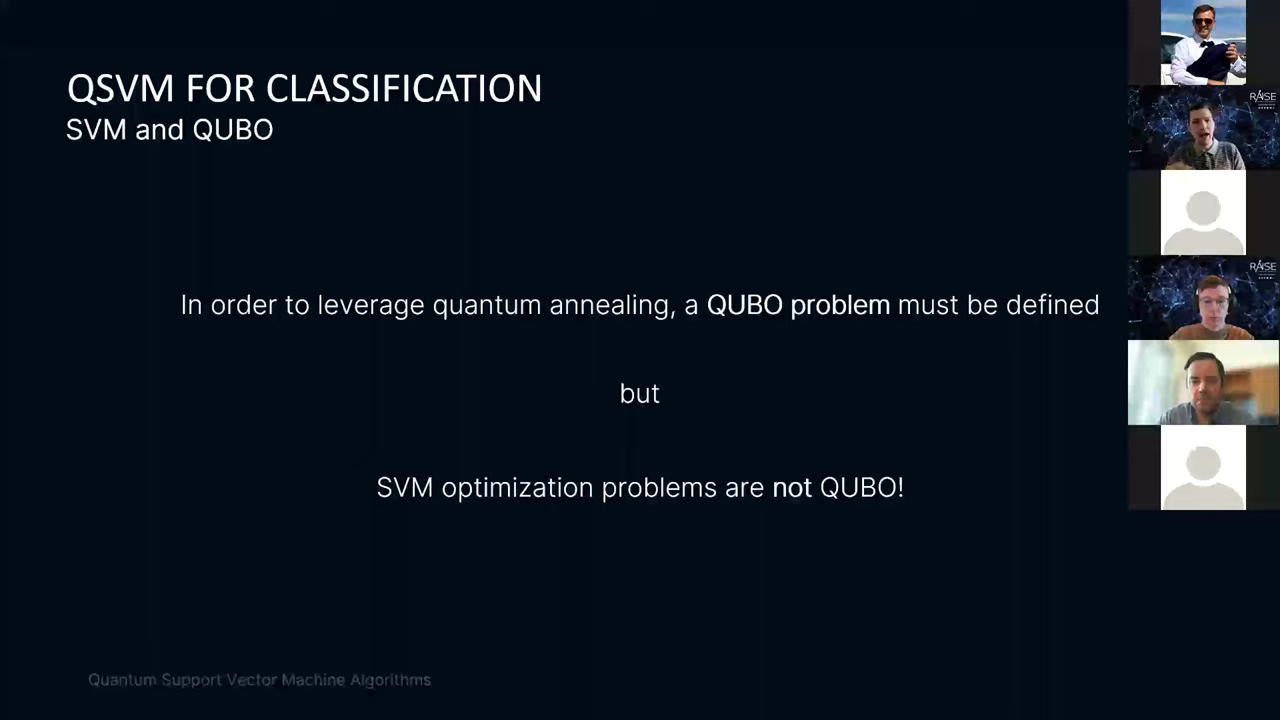 QSVM FOR CLASSIFICATION
SVM and QUBO
In order to leverage quantum annealing, a QUBO problem must be defined
but
SVM optimization problems are not QUBO!
Quantum Support Vector Machine Algorithms
RAISE
RAISE